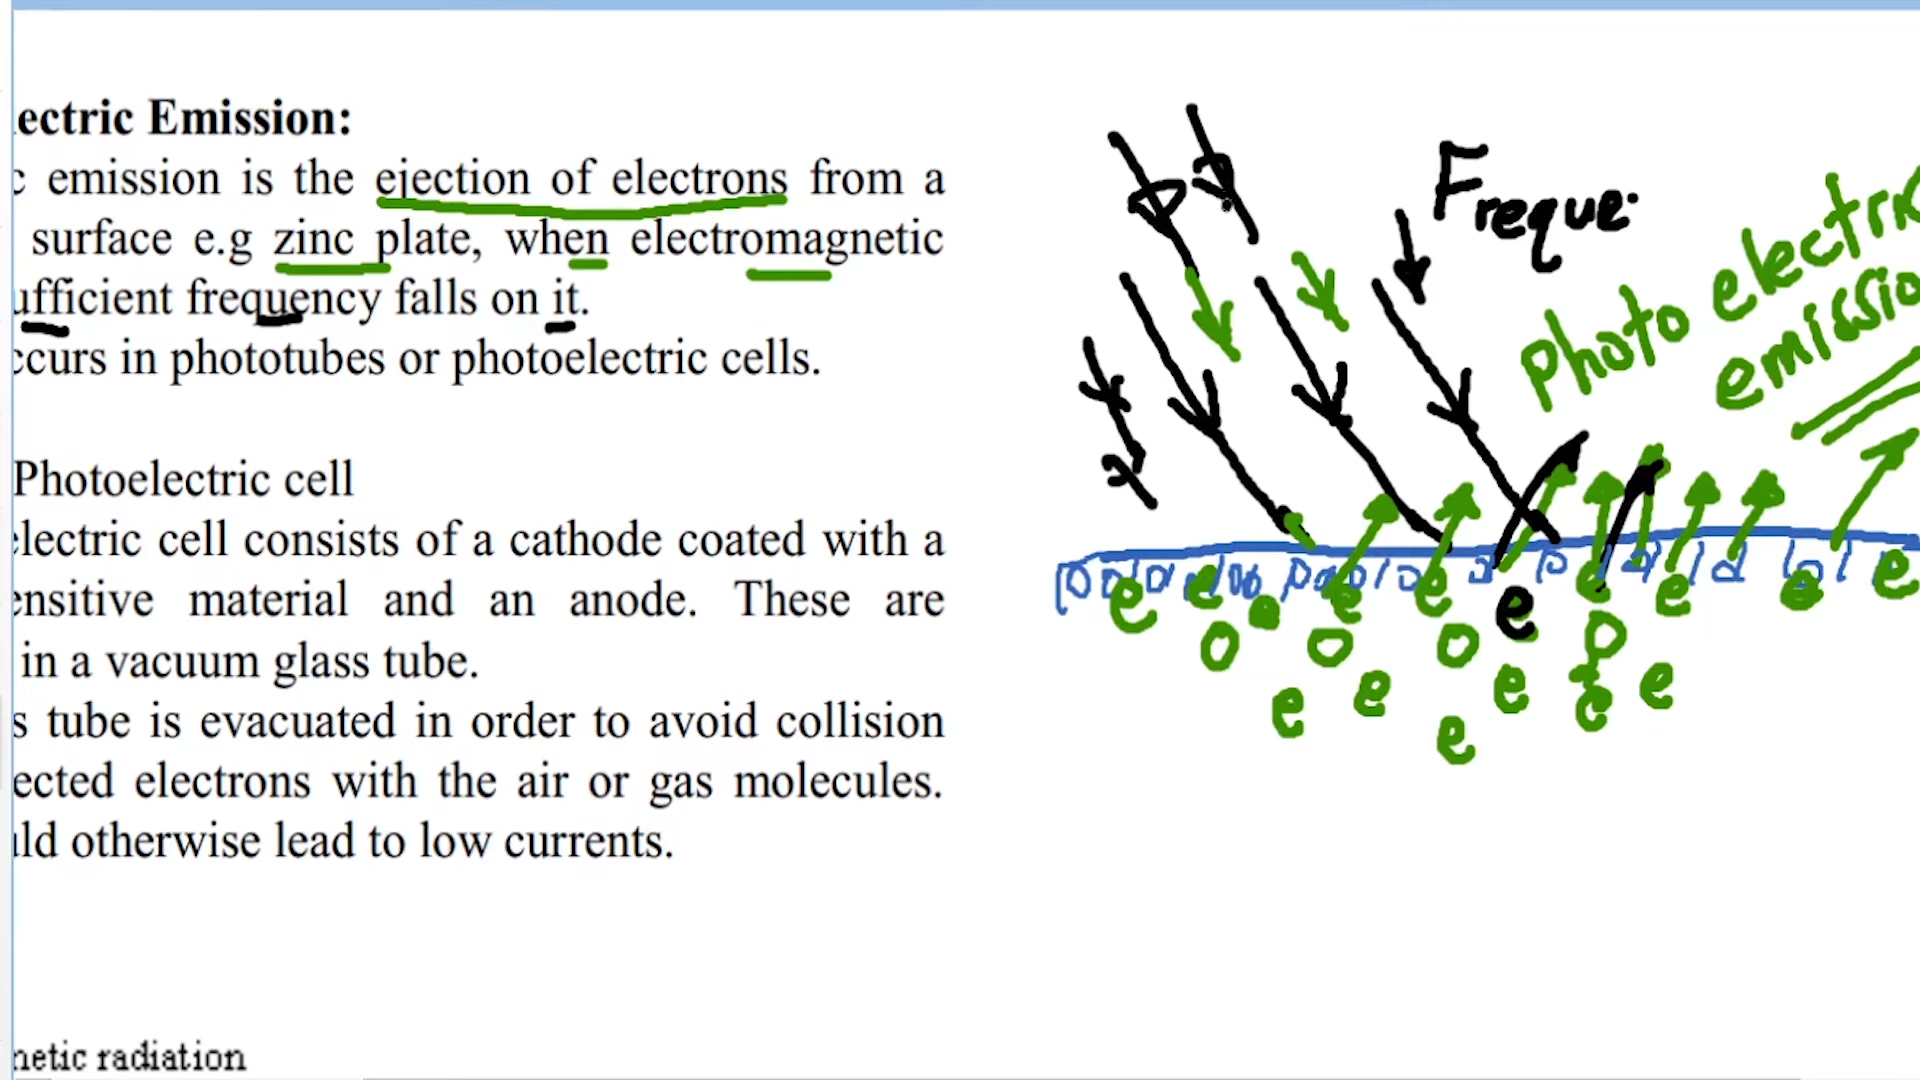 ectric Emission:
c emission is the ejection of electrons from a
surface e.g zinc plate, when electromagnetic
ufficient frequency falls on it.
ccurs in phototubes or photoelectric cells.
Photoelectric cell
electric cell consists of a cathode coated with a
ensitive material and an anode. These are
in a vacuum glass tube.
s tube is evacuated in order to avoid collision
ected electrons with the air or gas molecules.
uld otherwise lead to low currents.
netic radiation
Freque
photo electric
emissio
e e e e e e e e e e
e e e e e
e